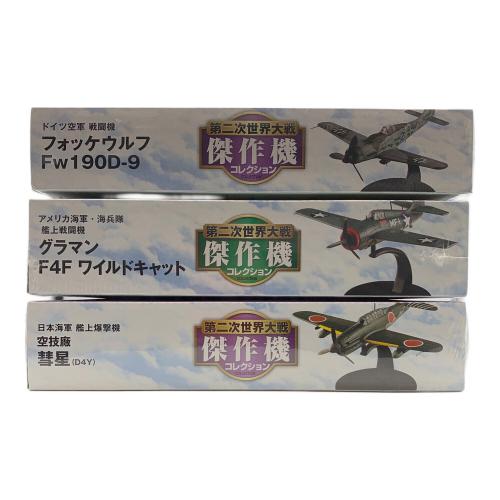 ドイツ空軍 戦闘機
フォッケウルフ
Fw190D-9
第二次世界大戦
傑作機
コレクション
アメリカ海軍・海兵隊
艦上戦闘機
グラマン
F4F ワイルドキャット
第二次世界大戦
傑作機
コレクション
日本海軍 艦上爆撃機
空技廠
彗星(D4Y)
第二次世界大戦
傑作機
コレクション